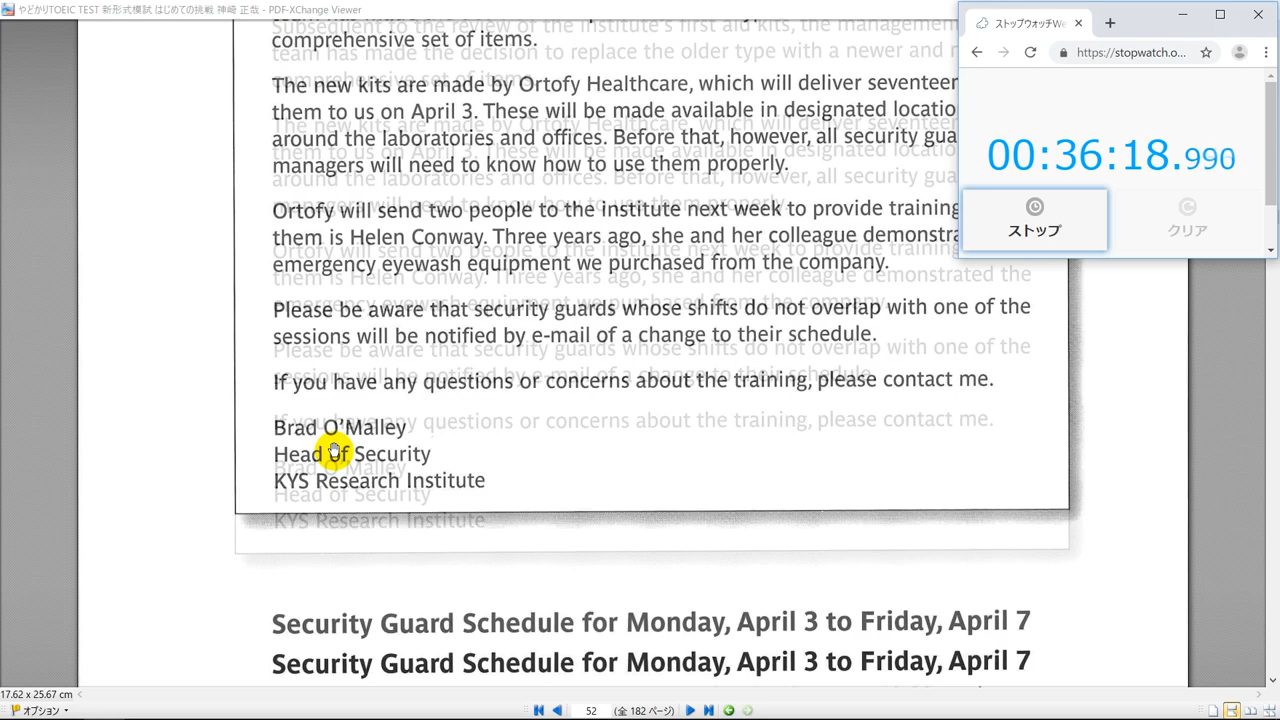 やどかりTOEIC TEST 新形式模試 はじめての挑戦 神崎 正哉 - PDF-XChange Viewer
ストップウォッチWe
https://stopwatch.o...
00:36:18.990
ストップ
クリア
comprehensive set of items.
The new kits are made by Ortofy Healthcare, which will deliver seventeen
them to us on April 3. These will be made available in designated locatio
around the laboratories and offices. Before that, however, all security gua
managers will need to know how to use them properly.
Ortofy will send two people to the institute next week to provide training
them is Helen Conway. Three years ago, she and her colleague demonstra
emergency eyewash equipment we purchased from the company.
Please be aware that security guards whose shifts do not overlap with one of the
sessions will be notified by e-mail of a change to their schedule.
If you have any questions or concerns about the training, please contact me.
Brad O'Malley
Head of Security
KYS Research Institute
Security Guard Schedule for Monday, April 3 to Friday, April 7
Security Guard Schedule for Monday, April 3 to Friday, April 7
17.62 x 25.67 cm
オプション
52 (全 182 ページ)